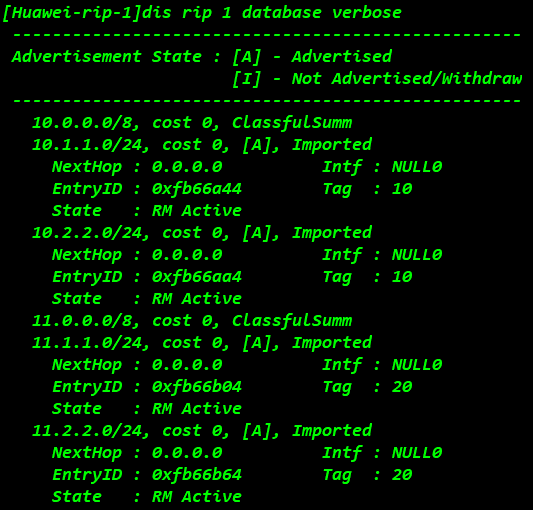 [Huawei-rip-1]dis rip 1 database verbose
---------------------------------------------------
Advertisement State : [A] - Advertised
[I] - Not Advertised/Withdraw
---------------------------------------------------
10.0.0.0/8, cost 0, ClassfulSumm
10.1.1.0/24, cost 0, [A], Imported
NextHop : 0.0.0.0 Intf : NULL0
EntryID : 0xfb66a44 Tag : 10
State : RM Active
10.2.2.0/24, cost 0, [A], Imported
NextHop : 0.0.0.0 Intf : NULL0
EntryID : 0xfb66aa4 Tag : 10
State : RM Active
11.0.0.0/8, cost 0, ClassfulSumm
11.1.1.0/24, cost 0, [A], Imported
NextHop : 0.0.0.0 Intf : NULL0
EntryID : 0xfb66b04 Tag : 20
State : RM Active
11.2.2.0/24, cost 0, [A], Imported
NextHop : 0.0.0.0 Intf : NULL0
EntryID : 0xfb66b64 Tag : 20
State : RM Active